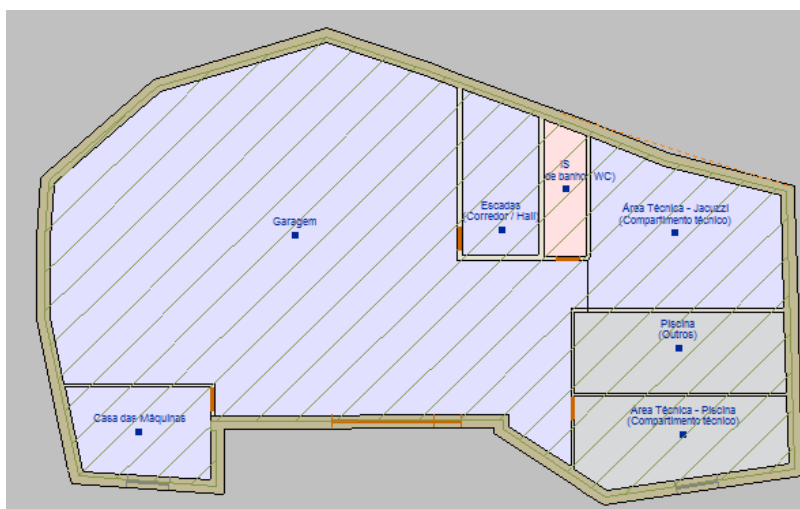 IS
de banho, WC)
Escadas
(Corredor / Hall)
Área Técnica - Jacuzzi
(Compartimento técnico)
Garagem
Piscina
(Outros)
Casa das Máquinas
Área Técnica - Piscina
(Compartimento técnico)